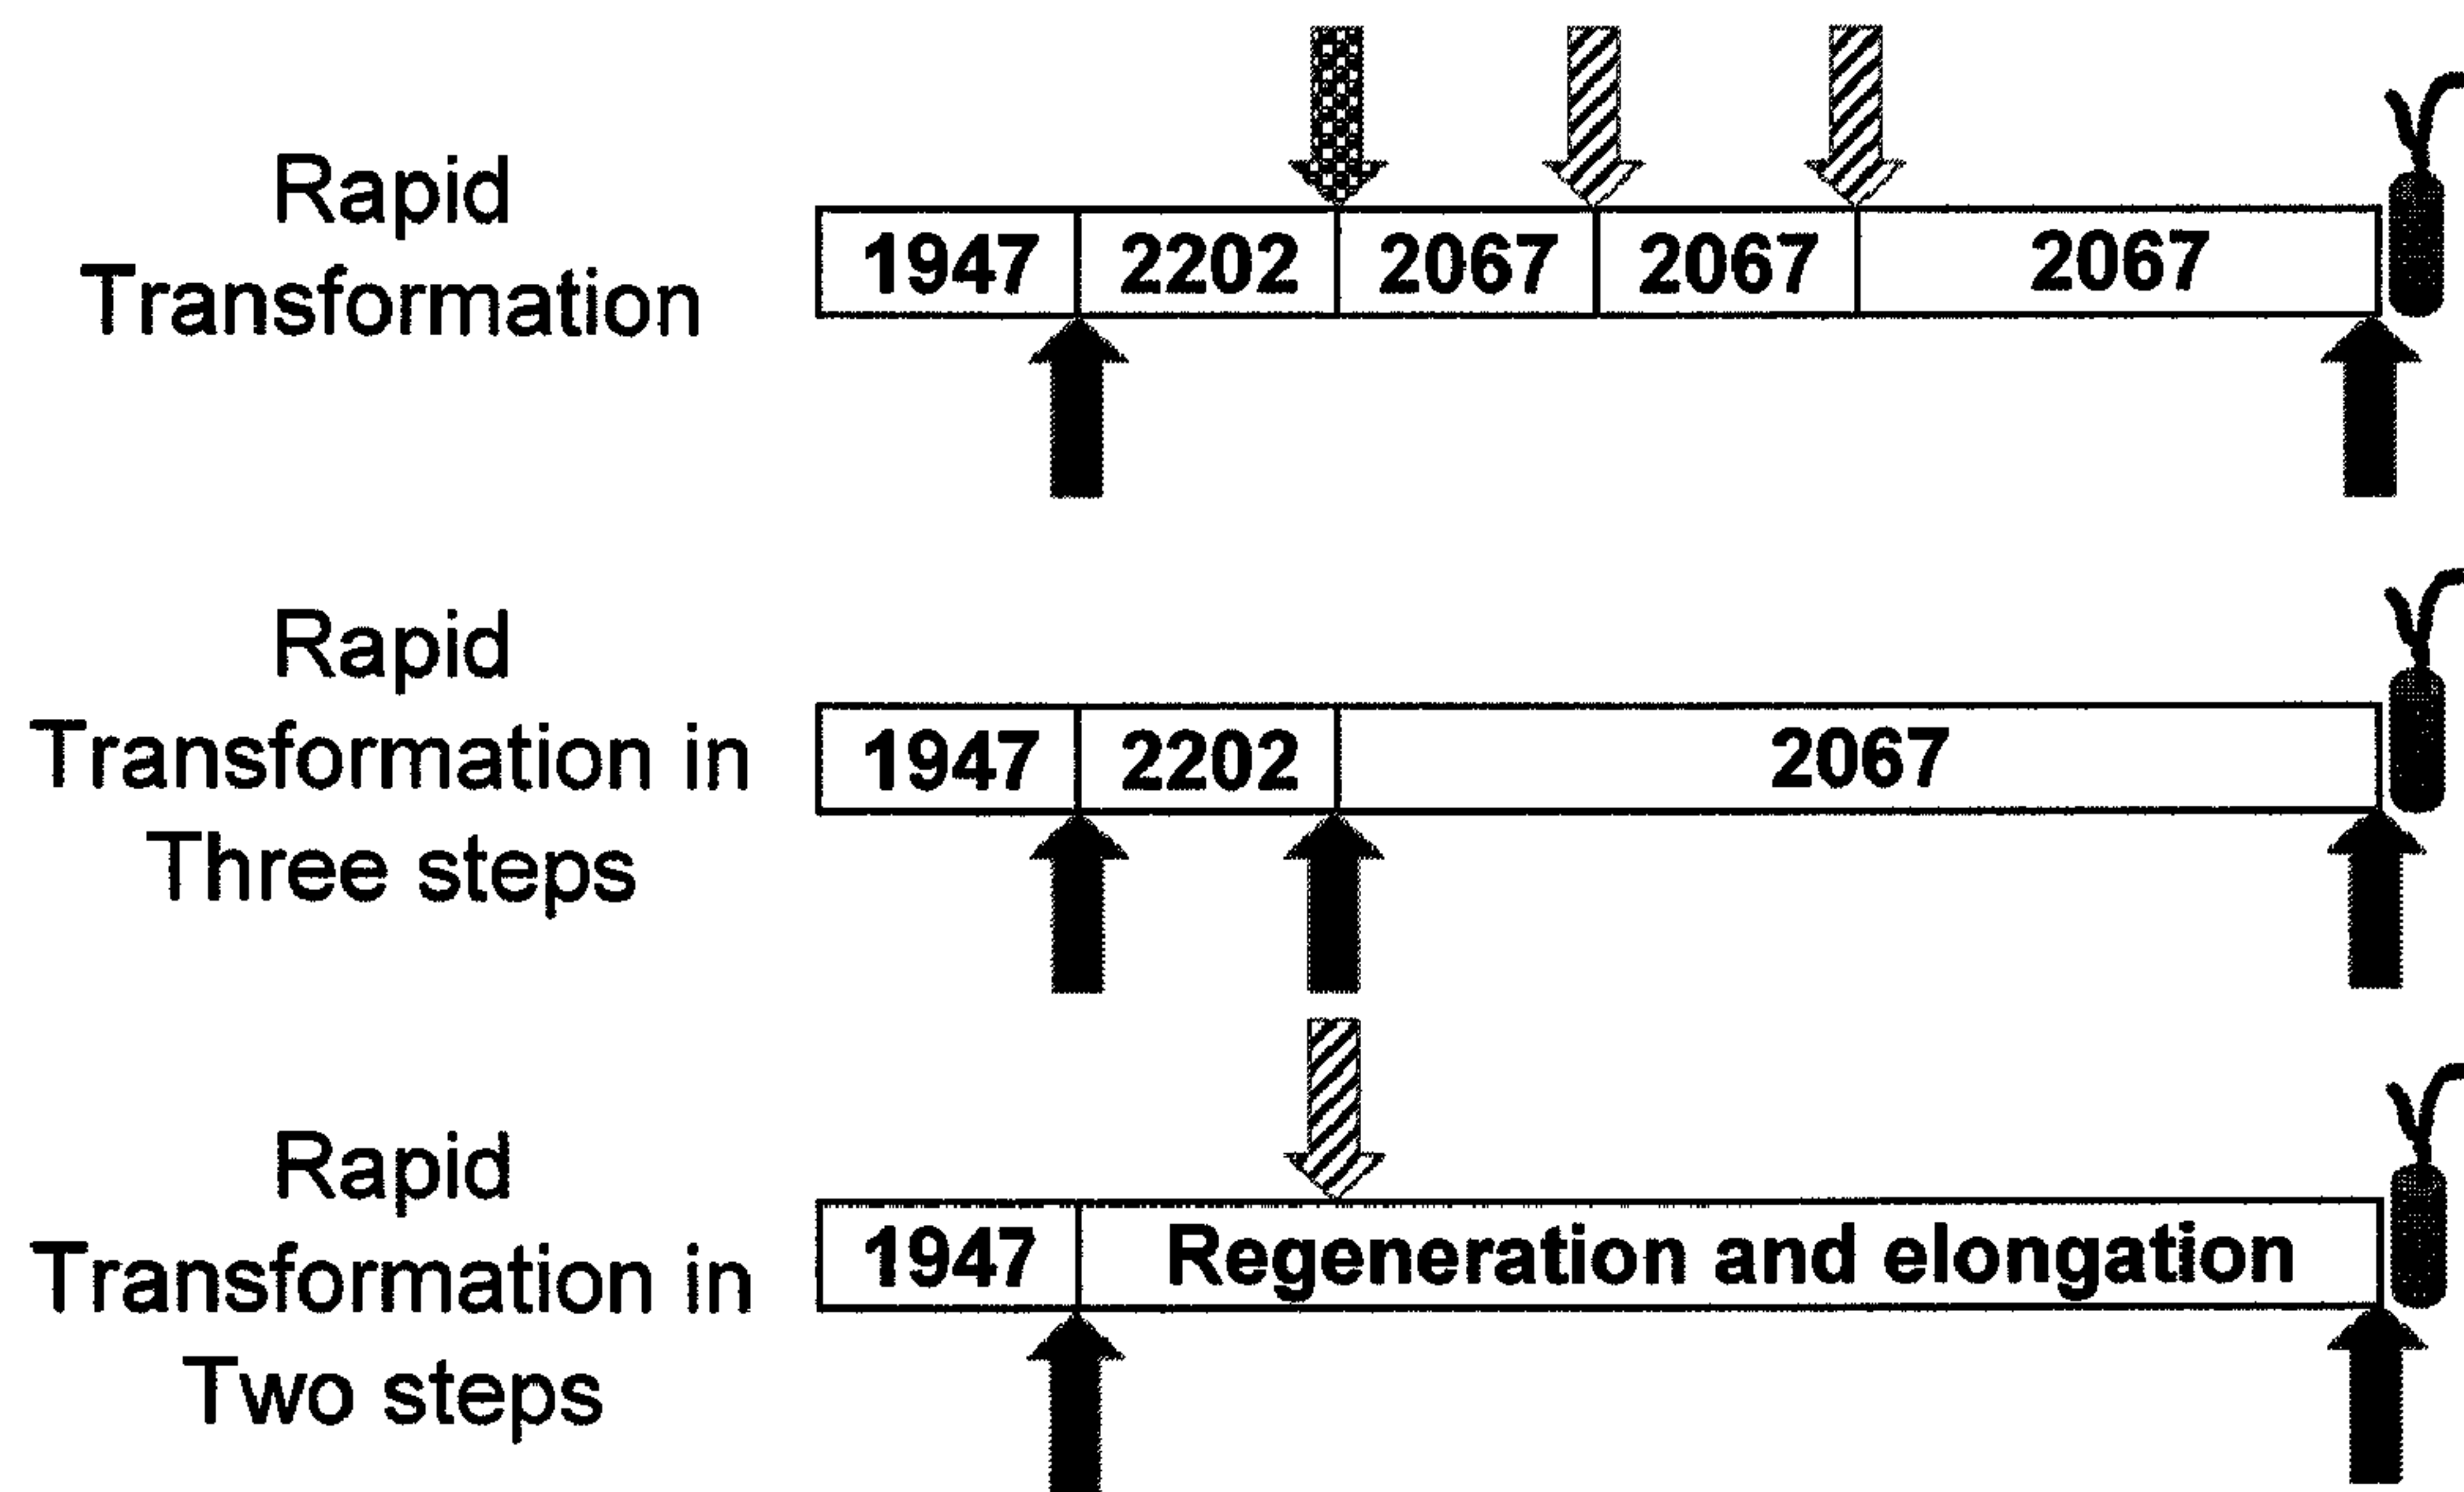 Rapid
Transformation
1947 2202 2067 2067 2067
Rapid
Transformation in
Three steps
1947 2202 2067
Rapid
Transformation in
Two steps
1947 Regeneration and elongation